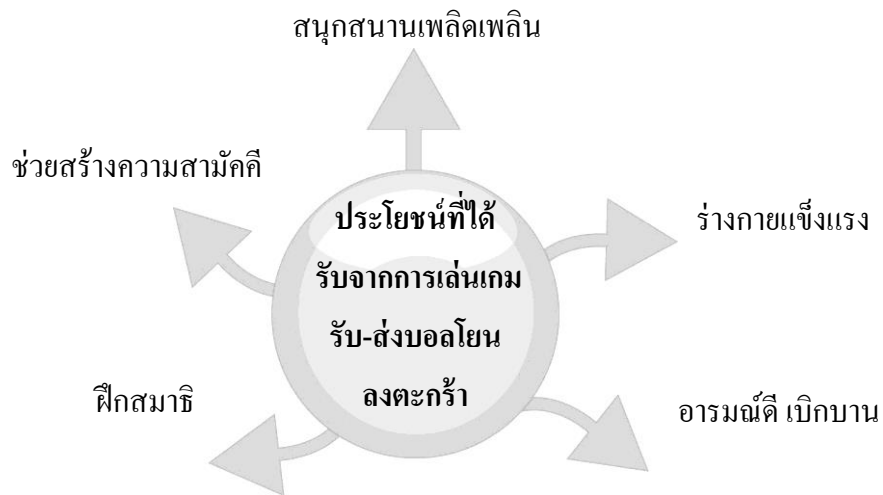 สนุกสนานเพลิดเพลิน
ช่วยสร้างความสามัคคี
ร่างกายแข็งแรง
ประโยชน์ที่ได้
รับจากการเล่นเกม
รับ-ส่งบอลโยน
ลงตะกร้า
ฝึกสมาธิ
อารมณ์ดี เบิกบาน